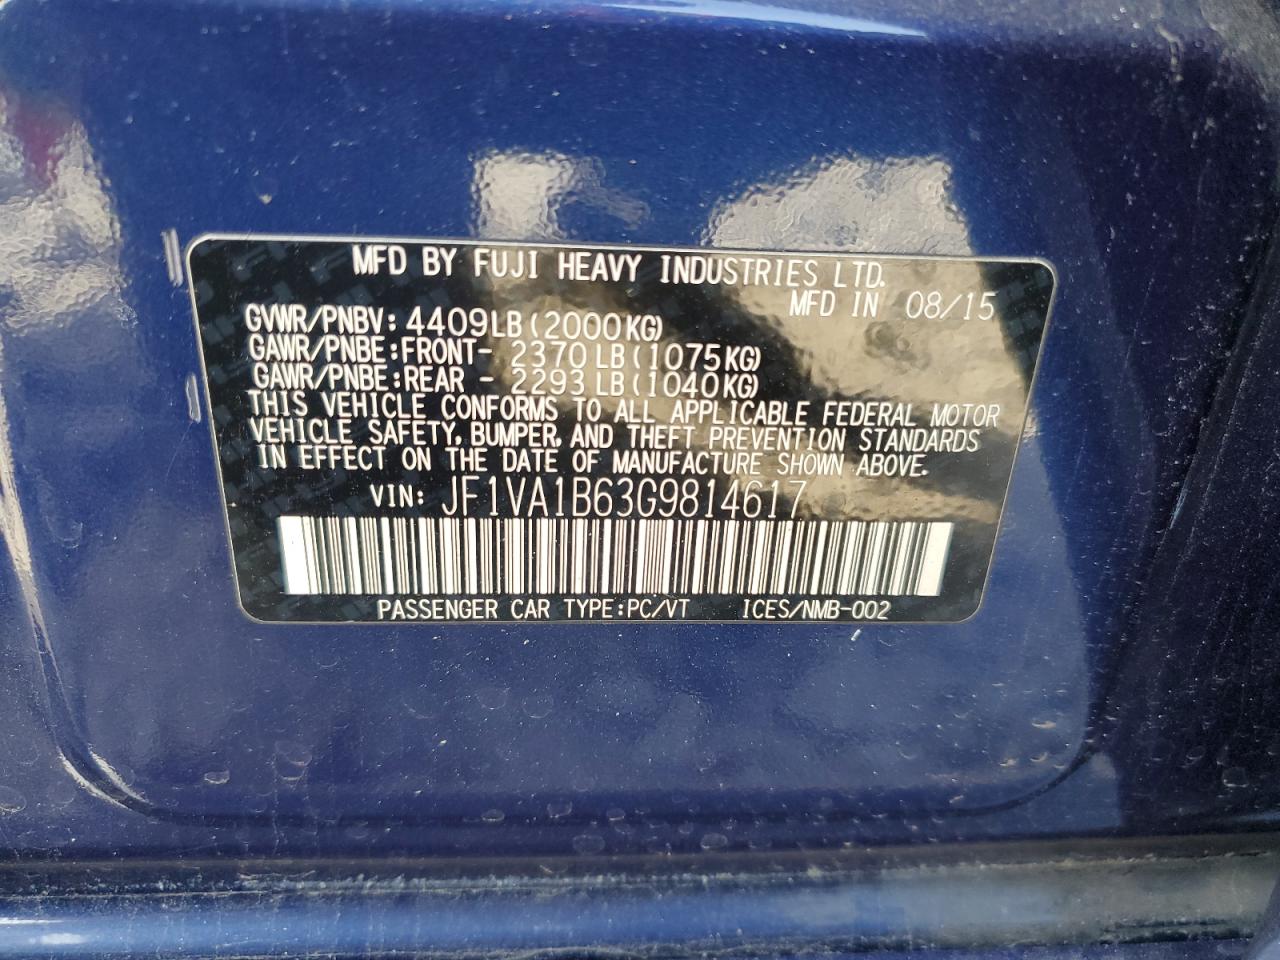 MFD BY FUJI HEAVY INDUSTRIES LTD.
MFD IN 08/15
GVWR/PNBV: 4409LB(2000KG)
GAWR/PNBE:FRONT- 2370LB(1075KG)
GAWR/PNBE:REAR - 2293LB(1040KG)
THIS VEHICLE CONFORMS TO ALL APPLICABLE FEDERAL MOTOR
VEHICLE SAFETY, BUMPER, AND THEFT PREVENTION STANDARDS
IN EFFECT ON THE DATE OF MANUFACTURE SHOWN ABOVE.
VIN: JF1VA1B63G9814617
PASSENGER CAR TYPE:PC/VT ICES/NMB-002